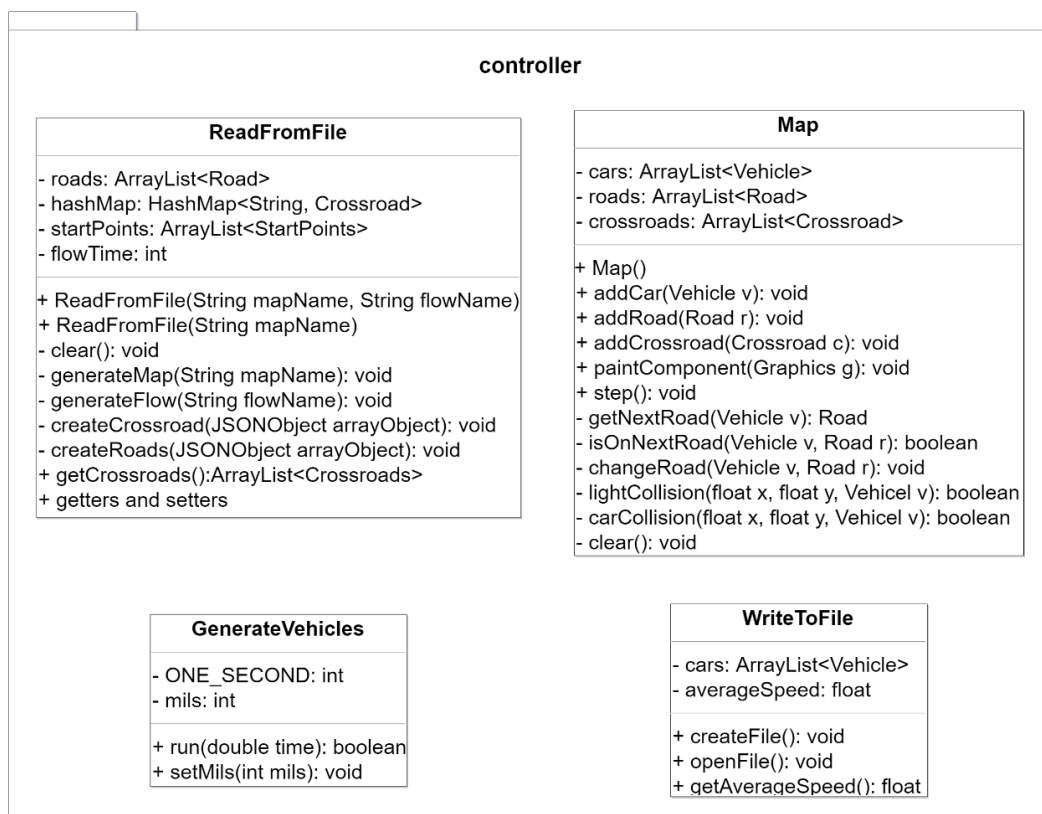 controller
ReadFromFile
- roads: ArrayList<Road>
- hashMap: HashMap<String, Crossroad>
- startPoints: ArrayList<StartPoints>
- flowTime: int
+ ReadFromFile(String mapName, String flowName)
+ ReadFromFile(String mapName)
- clear(): void
- generateMap(String mapName): void
- generateFlow(String flowName): void
- createCrossroad(JSONObject arrayObject): void
- createRoads(JSONObject arrayObject): void
+ getCrossroads():ArrayList<Crossroads>
+ getters and setters
Map
- cars: ArrayList<Vehicle>
- roads: ArrayList<Road>
- crossroads: ArrayList<Crossroad>
+ Map()
+ addCar(Vehicle v): void
+ addRoad(Road r): void
+ addCrossroad(Crossroad c): void
+ paintComponent(Graphics g): void
+ step(): void
- getNextRoad(Vehicle v): Road
- isOnNextRoad(Vehicle v, Road r): boolean
- changeRoad(Vehicle v, Road r): void
- lightCollision(float x, float y, Vehicel v): boolean
- carCollision(float x, float y, Vehicel v): boolean
- clear(): void
GenerateVehicles
- ONE_SECOND: int
- mils: int
+ run(double time): boolean
+ setMils(int mils): void
WriteToFile
- cars: ArrayList<Vehicle>
- averageSpeed: float
+ createFile(): void
+ openFile(): void
+ getAverageSpeed(): float